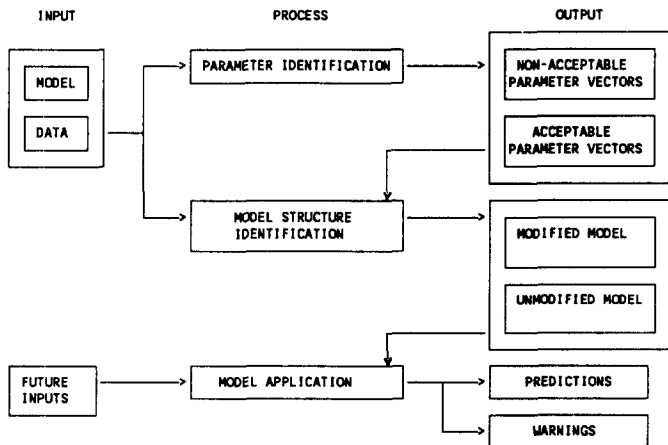 INPUT
PROCESS
OUTPUT
MODEL
DATA
PARAMETER IDENTIFICATION
NON-ACCEPTABLE
PARAMETER VECTORS
ACCEPTABLE
PARAMETER VECTORS
MODEL STRUCTURE
IDENTIFICATION
MODIFIED MODEL
UNMODIFIED MODEL
FUTURE
INPUTS
MODEL APPLICATION
PREDICTIONS
WARNINGS